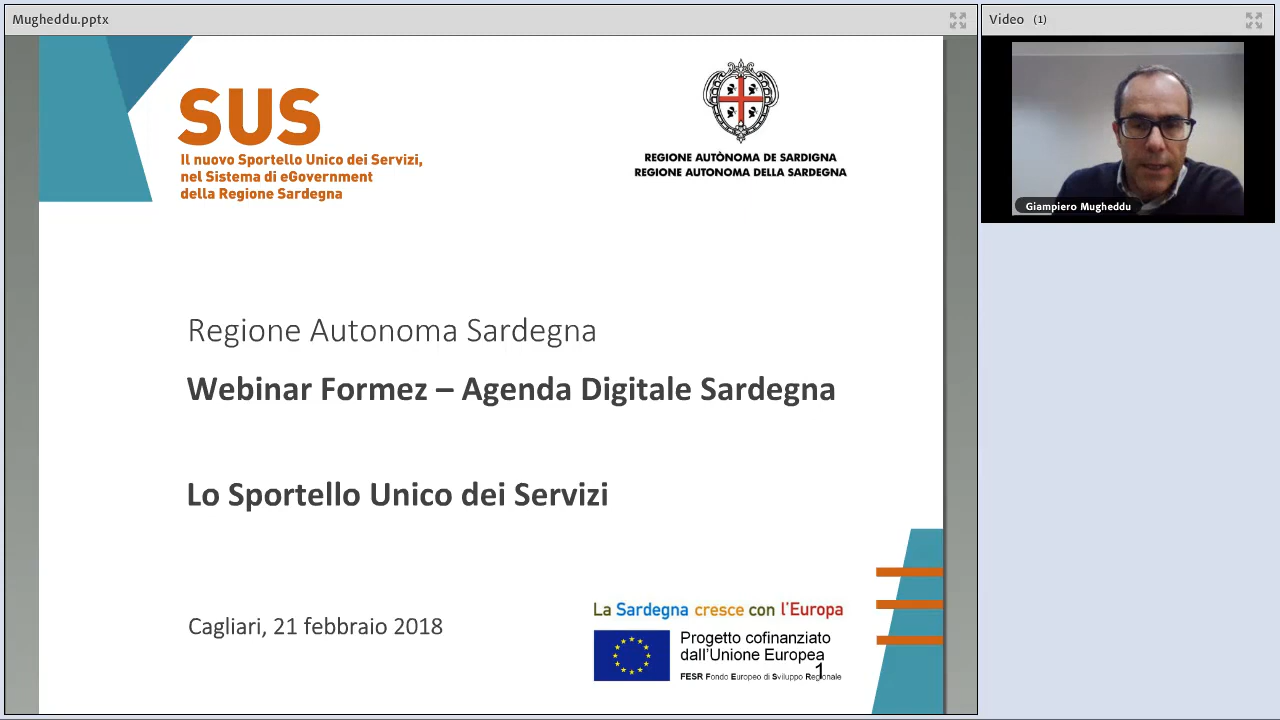 Mugheddu.pptx
Video (1)
SUS
Il nuovo Sportello Unico dei Servizi,
nel Sistema di eGovernment
della Regione Sardegna
REGIONE AUTÒNOMA DE SARDIGNA
REGIONE AUTONOMA DELLA SARDEGNA
Giampiero Mugheddu
Regione Autonoma Sardegna
Webinar Formez – Agenda Digitale Sardegna
Lo Sportello Unico dei Servizi
Cagliari, 21 febbraio 2018
La Sardegna cresce con l'Europa
Progetto cofinanziato
dall'Unione Europea
1
FESR Fondo Europeo di Sviluppo Regionale